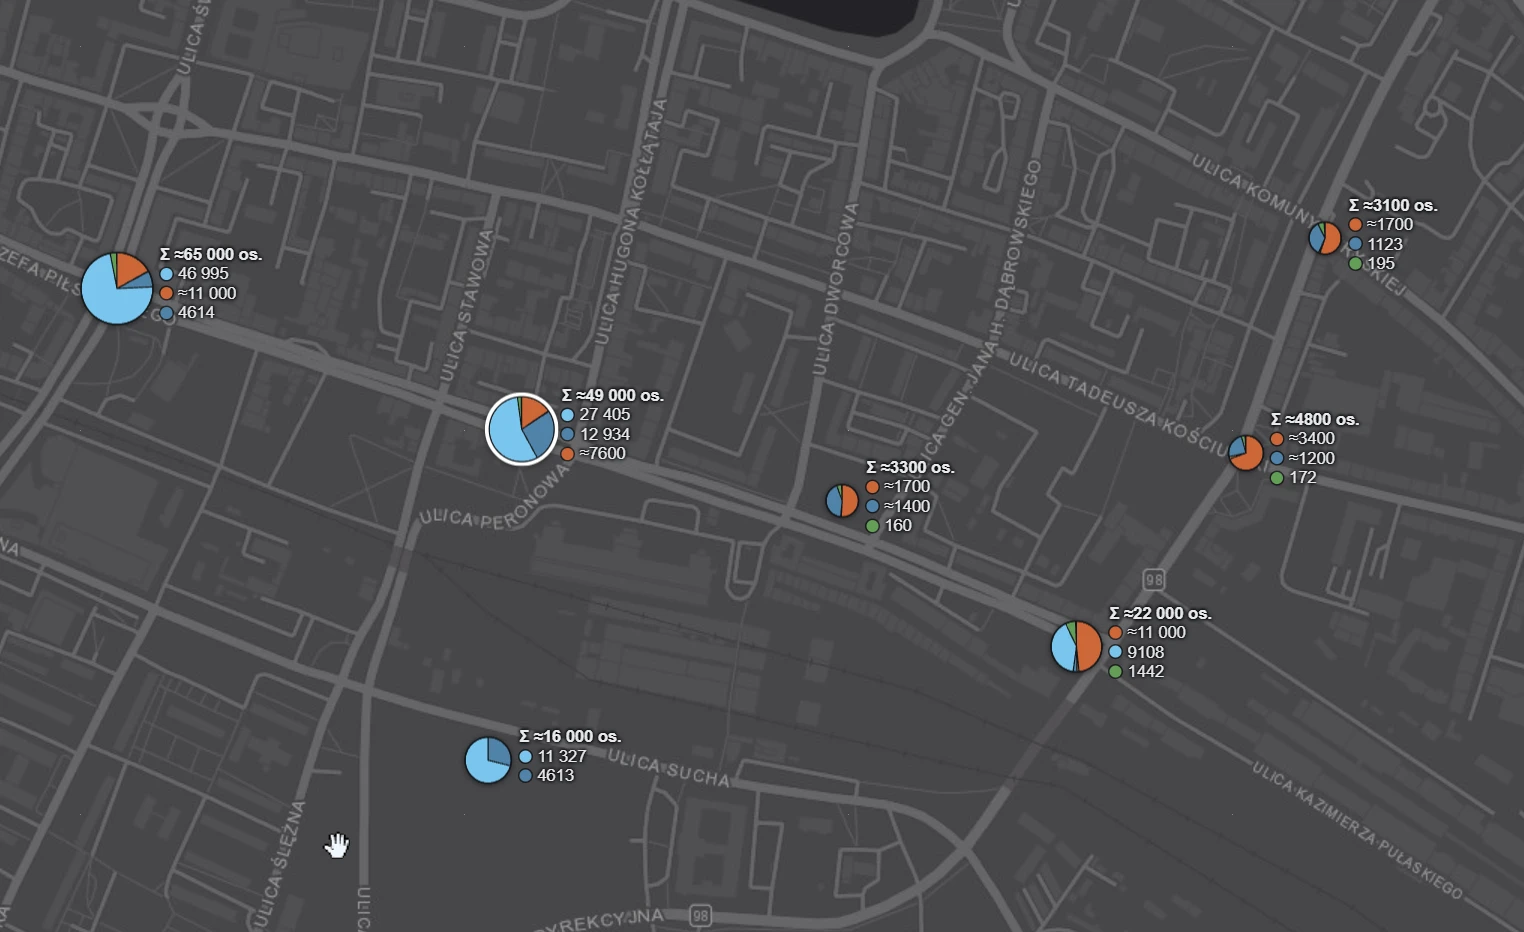 ULICA KOMUNY PARYSKIEJ
Σ ≈3100 os.
≈1700
1123
195
ULICA HUGONA KOŁŁĄTAJA
ULICA STAWOWA
ULICA DWORCOWA
ULICA GEN. JANA H. DĄBROWSKIEGO
Σ ≈65 000 os.
46 995
≈11 000
4614
ULICA TADEUSZA KOŚCIU
Σ ≈49 000 os.
27 405
12 934
≈7600
Σ ≈4800 os.
≈3400
≈1200
172
Σ ≈3300 os.
≈1700
≈1400
160
ULICA PERONOWA
98
Σ ≈22 000 os.
≈11 000
9108
1442
Σ ≈16 000 os.
11 327
4613
ULICA SUCHA
ULICA KAZIMIERZA PUŁASKIEGO
ULICA ŚLĘŻNA
ULICA
YREKCYJNA
98